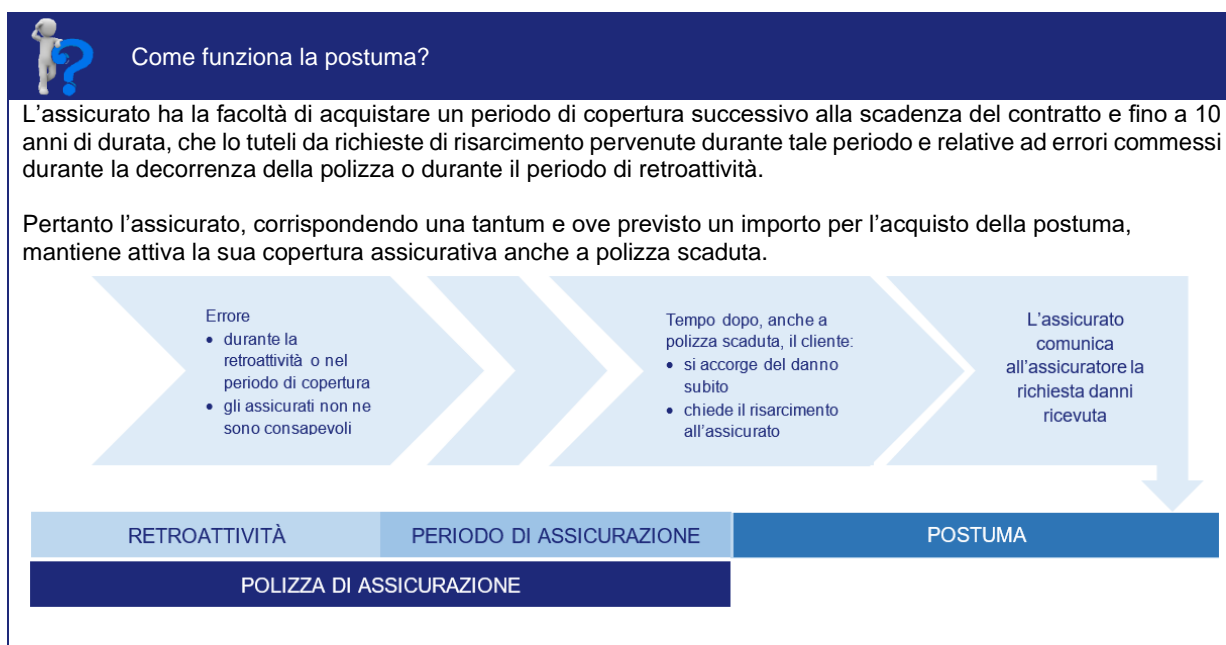 Come funziona la postuma?
L'assicurato ha la facoltà di acquistare un periodo di copertura successivo alla scadenza del contratto e fino a 10
anni di durata, che lo tuteli da richieste di risarcimento pervenute durante tale periodo e relative ad errori commessi
durante la decorrenza della polizza o durante il periodo di retroattività.
Pertanto l'assicurato, corrispondendo una tantum e ove previsto un importo per l'acquisto della postuma,
mantiene attiva la sua copertura assicurativa anche a polizza scaduta.
Errore
• durante la
retroattività o nel
periodo di copertura
• gli assicurati non ne
sono consapevoli
Tempo dopo, anche a
polizza scaduta, il cliente:
• si accorge del danno
subito
• chiede il risarcimento
all'assicurato
L'assicurato
comunica
all'assicuratore la
richiesta danni
ricevuta
RETROATTIVITÀ
PERIODO DI ASSICURAZIONE
POSTUMA
POLIZZA DI ASSICURAZIONE